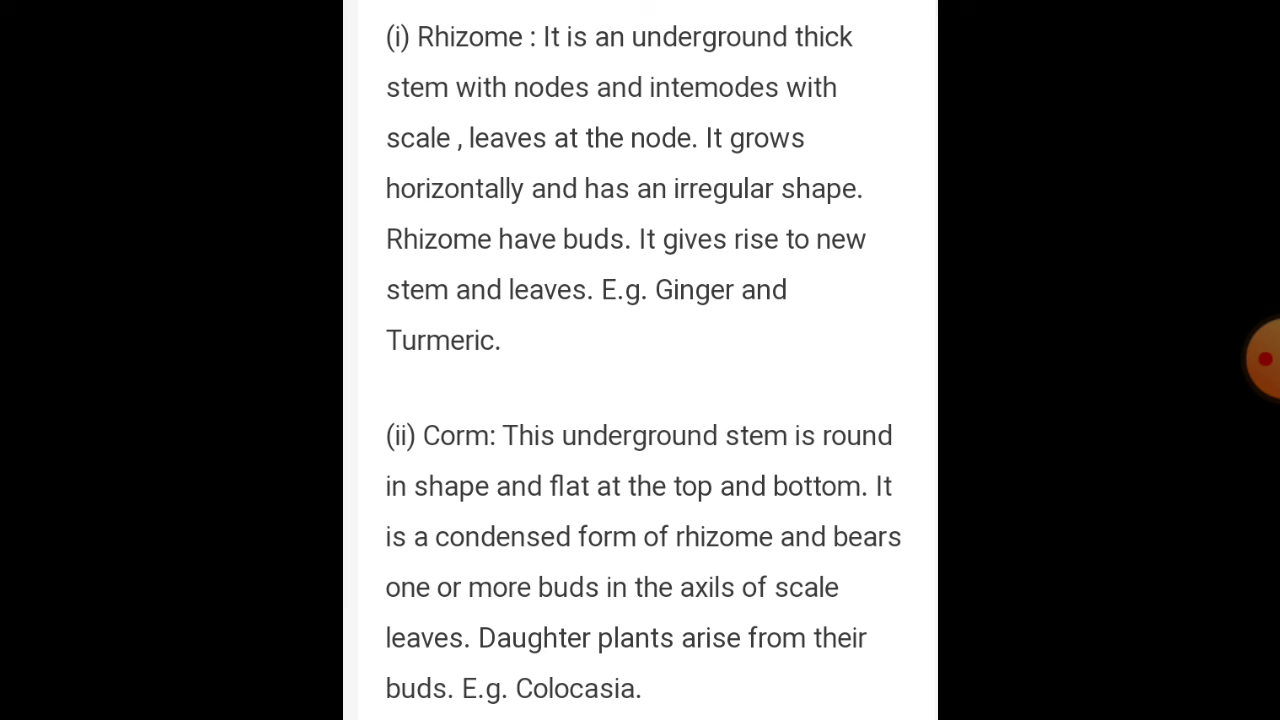 (i) Rhizome : It is an underground thick
stem with nodes and intemodes with
scale , leaves at the node. It grows
horizontally and has an irregular shape.
Rhizome have buds. It gives rise to new
stem and leaves. E.g. Ginger and
Turmeric.
(ii) Corm: This underground stem is round
in shape and flat at the top and bottom. It
is a condensed form of rhizome and bears
one or more buds in the axils of scale
leaves. Daughter plants arise from their
buds. E.g. Colocasia.